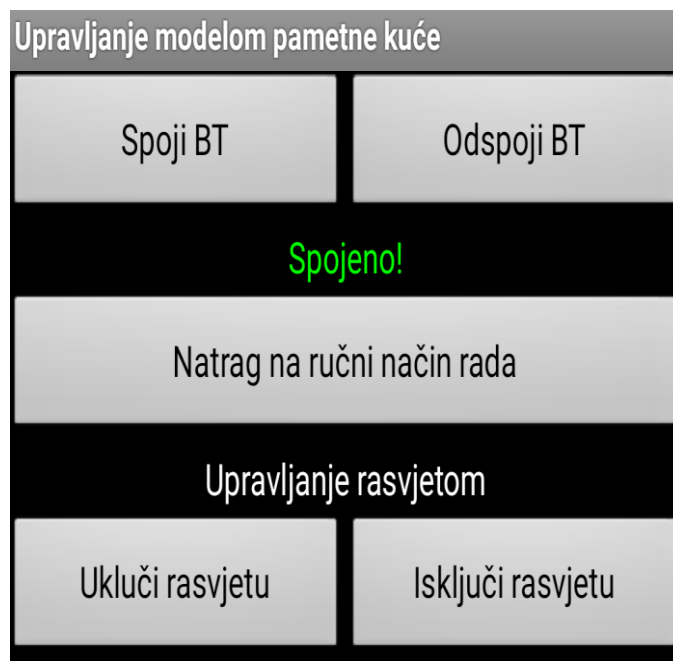 Upravljanje modelom pametne kuće
Spoji BT
Odspoji BT
Spojeno!
Natrag na ručni način rada
Upravljanje rasvjetom
Ukluči rasvjetu
Isključi rasvjetu